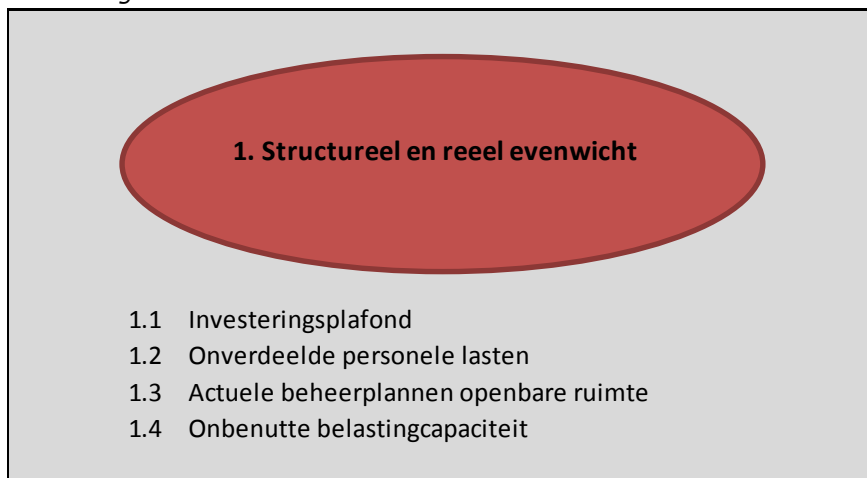 1. Structureel en reeel evenwicht
1.1 Investeringsplafond
1.2 Onverdeelde personele lasten
1.3 Actuele beheerplannen openbare ruimte
1.4 Onbenutte belastingcapaciteit